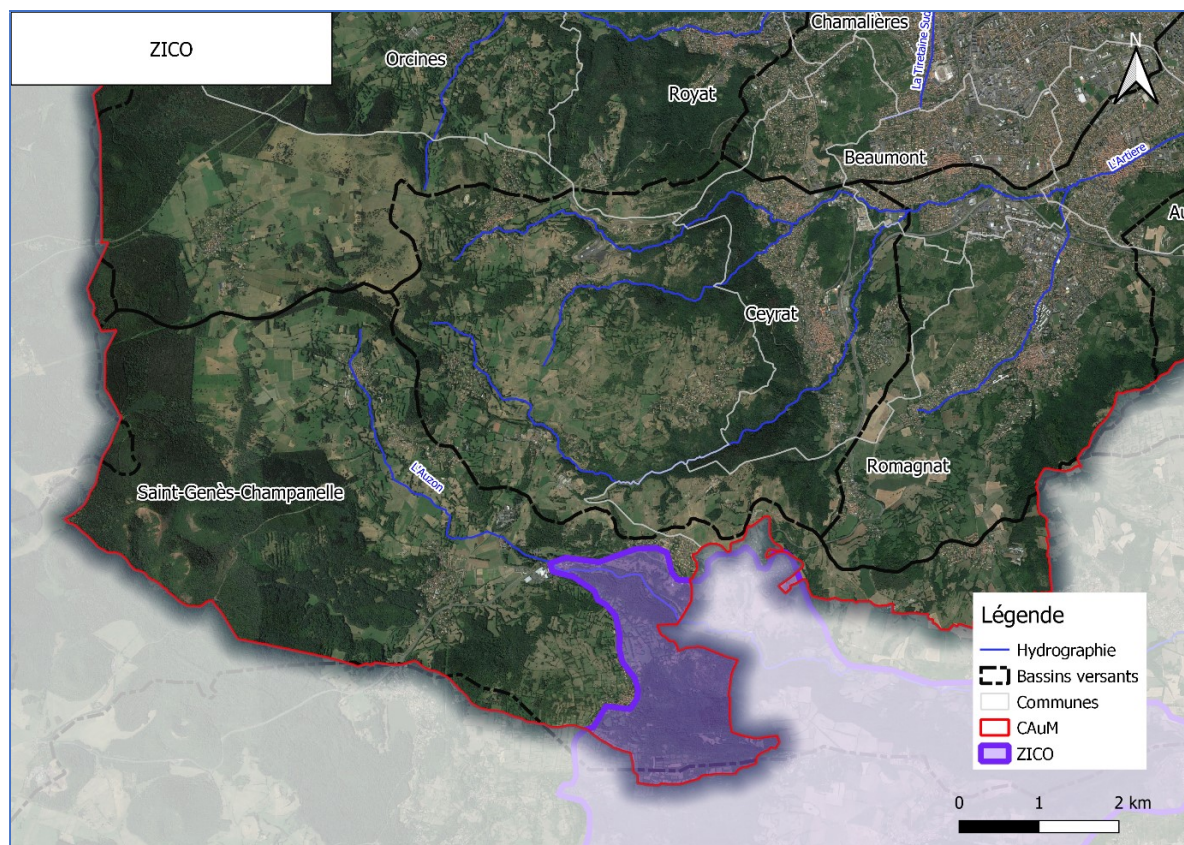 ZICO
Chamalières
La Tiretaine Sud
Orcines
N
Royat
Beaumont
L'Artiere
Au
Ceyrat
Romagnat
Saint-Genès-Champanelle
L'Auzon
Légende
Hydrographie
Bassins versants
Communes
CAuM
ZICO
0 1 2 km